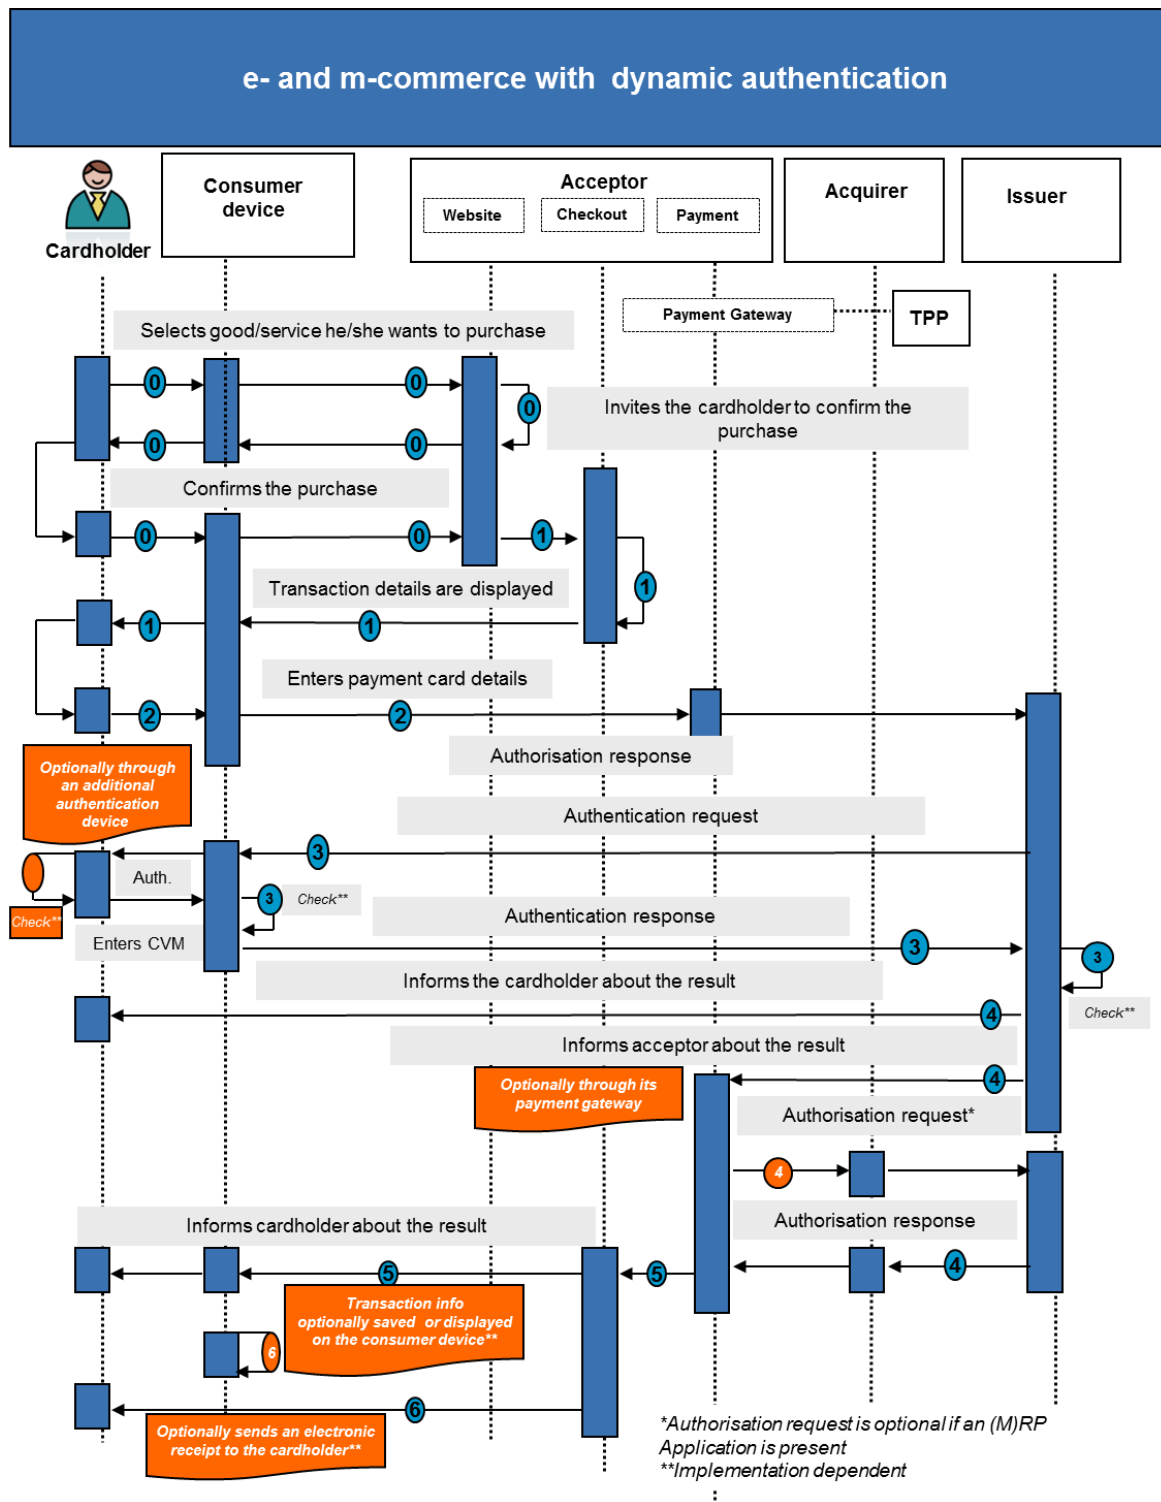 e- and m-commerce with dynamic authentication
Cardholder
Consumer
device
Acceptor
Website
Checkout
Payment
Acquirer
Issuer
Payment Gateway
TPP
Selects good/service he/she wants to purchase
0
0
0
Invites the cardholder to confirm the
purchase
0
0
Confirms the purchase
0
0
1
1
Transaction details are displayed
1
1
Enters payment card details
2
2
Optionally through
an additional
authentication
device
Authorisation response
Authentication request
3
Auth.
Check**
3
Check**
Authentication response
Enters CVM
3
3
Informs the cardholder about the result
4
Check**
Informs acceptor about the result
Optionally through its
payment gateway
4
Authorisation request*
4
Informs cardholder about the result
Authorisation response
5
5
4
Transaction info
optionally saved or displayed
on the consumer device**
6
6
Optionally sends an electronic
receipt to the cardholder**
*Authorisation request is optional if an (M)RP
Application is present
**Implementation dependent